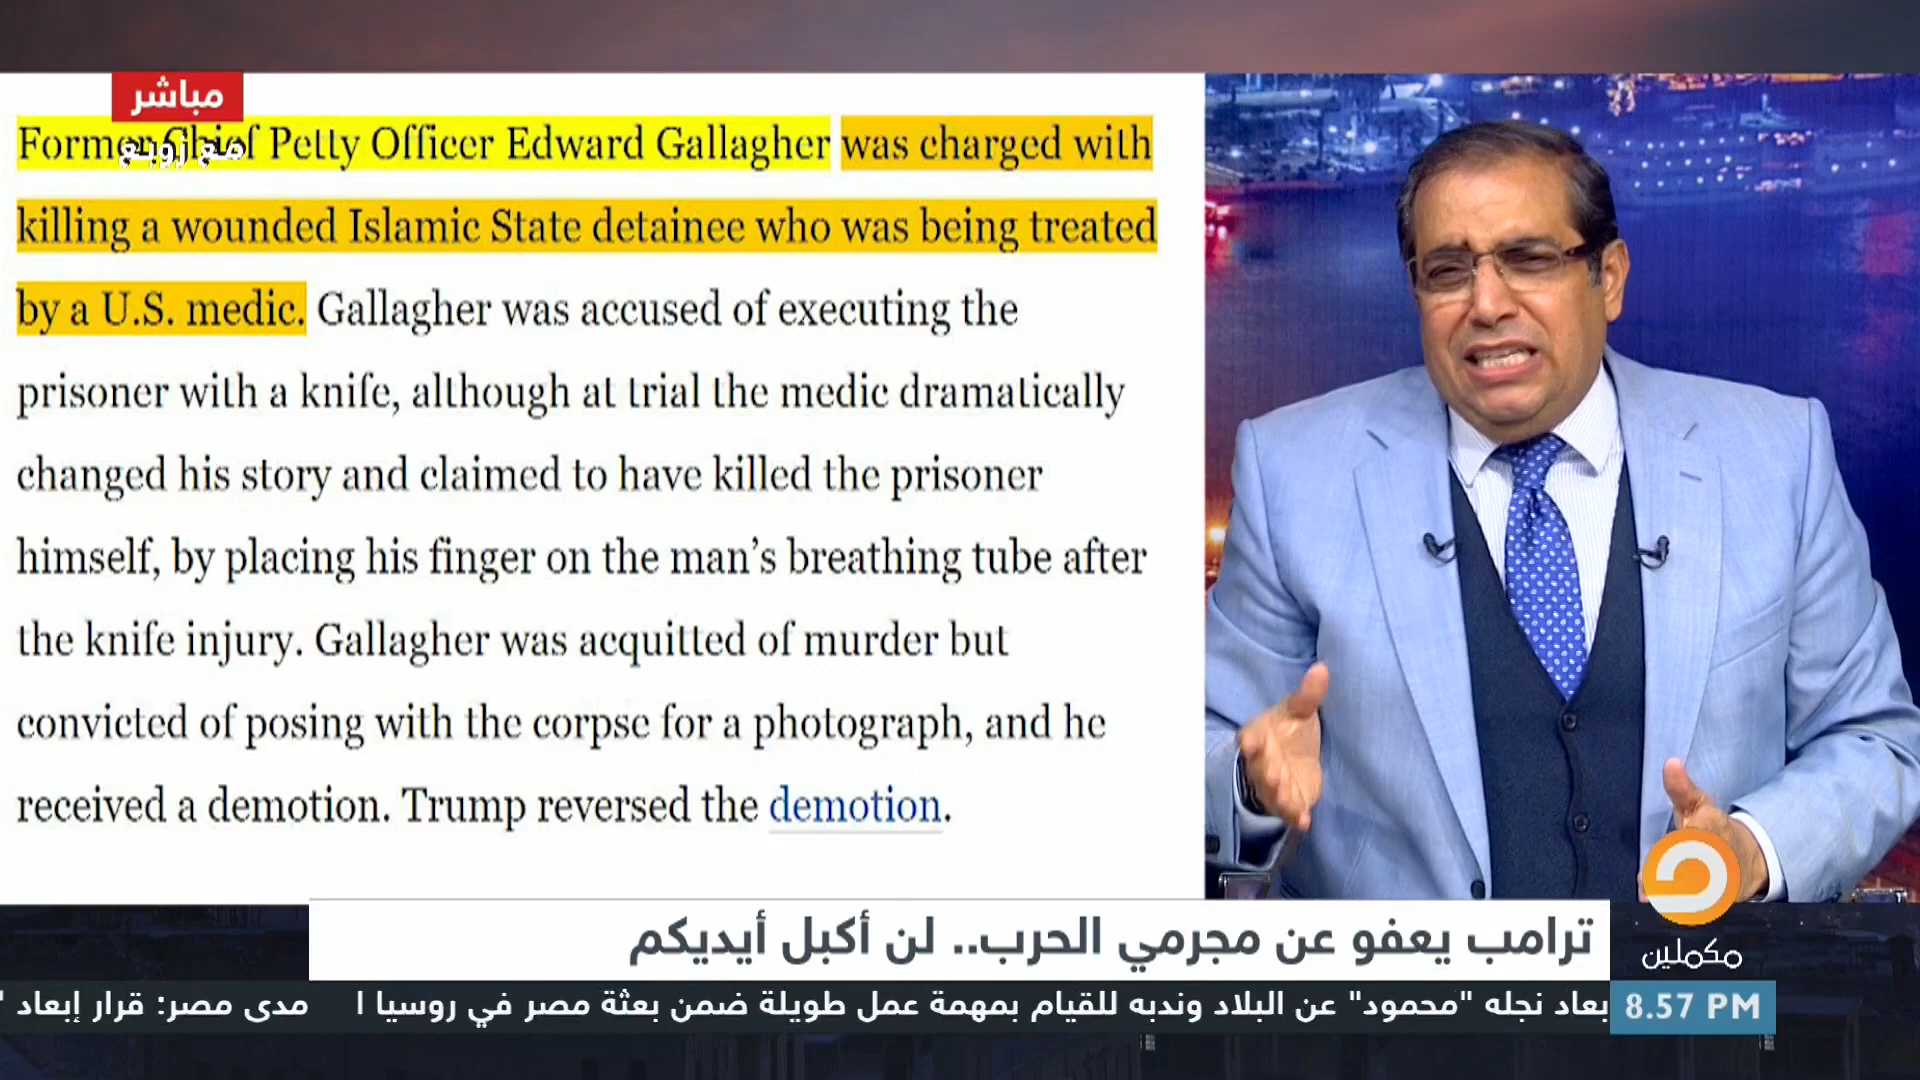 مباشر
مع زوبع
Former Chief Petty Officer Edward Gallagher was charged with
killing a wounded Islamic State detainee who was being treated
by a U.S. medic. Gallagher was accused of executing the
prisoner with a knife, although at trial the medic dramatically
changed his story and claimed to have killed the prisoner
himself, by placing his finger on the man’s breathing tube after
the knife injury. Gallagher was acquitted of murder but
convicted of posing with the corpse for a photograph, and he
received a demotion. Trump reversed the demotion.
ترامب يعفو عن مجرمي الحرب.. لن أكبل أيديكم
مكملين
بعاد نجله "محمود" عن البلاد وندبه للقيام بمهمة عمل طويلة ضمن بعثة مصر في روسيا ا مدى مصر: قرار إبعاد "
8.57 PM